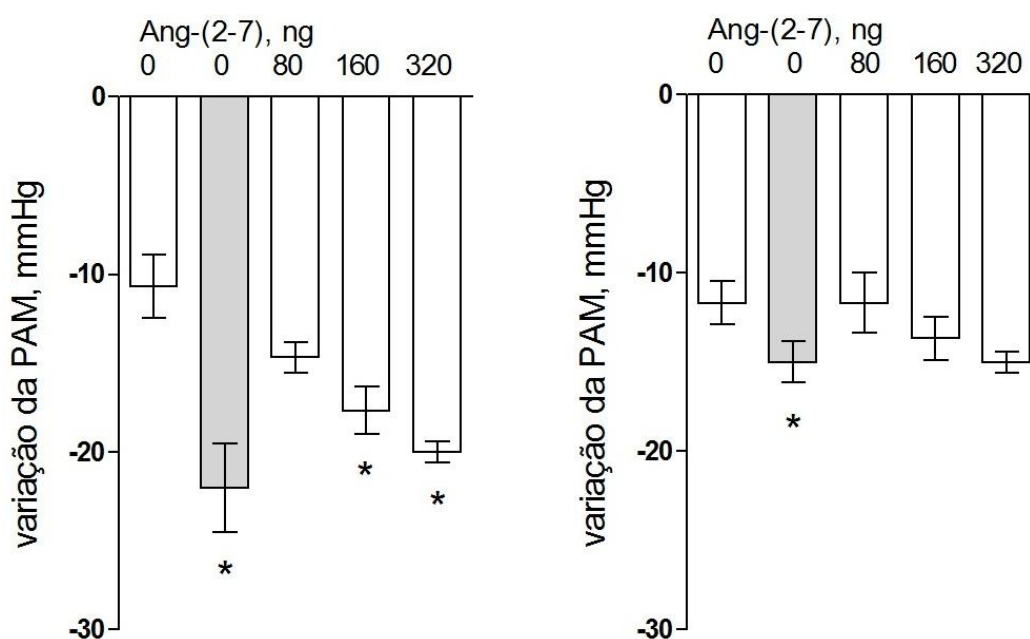 Ang-(2-7), ng
0 0 80 160 320
0
-10
-20
-30
variação da PAM, mmHg
*
*
*
Ang-(2-7), ng
0 0 80 160 320
0
-10
-20
-30
variação da PAM, mmHg
*